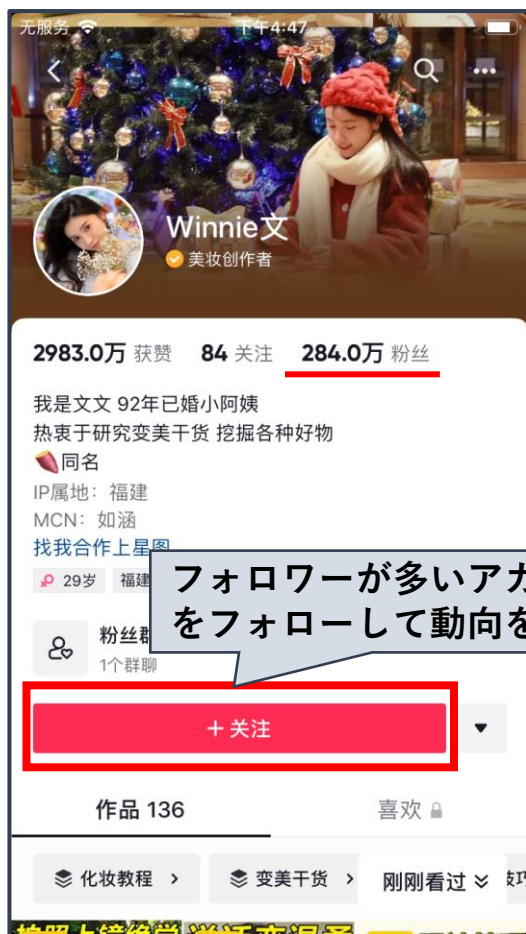 无服务 下午4:47
Winnie文
美妆创作者
2983.0万 获赞 84 关注 284.0万 粉丝
我是文文 92年已婚小阿姨
热衷于研究变美干货 挖掘各种好物
🍠同名
IP属地：福建
MCN：如涵
找我合作上星图
29岁 福建
フォロワーが多いアカ
をフォローして動向を
粉丝群
1个群聊
＋关注
作品 136 喜欢
化妆教程 变美干货 刚刚看过 技巧